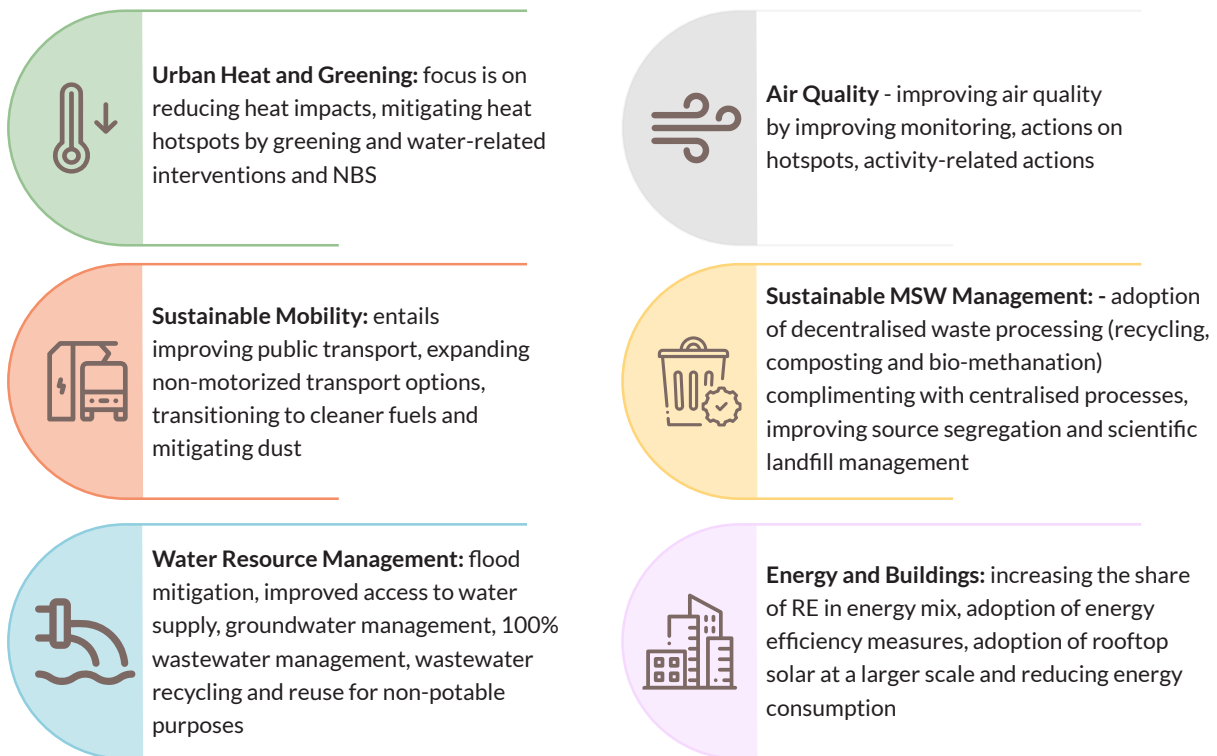 Urban Heat and Greening: focus is on
reducing heat impacts, mitigating heat
hotspots by greening and water-related
interventions and NBS
Air Quality - improving air quality
by improving monitoring, actions on
hotspots, activity-related actions
Sustainable Mobility: entails
improving public transport, expanding
non-motorized transport options,
transitioning to cleaner fuels and
mitigating dust
Sustainable MSW Management: - adoption
of decentralised waste processing (recycling,
composting and bio-methanation)
complimenting with centralised processes,
improving source segregation and scientific
landfill management
Water Resource Management: flood
mitigation, improved access to water
supply, groundwater management, 100%
wastewater management, wastewater
recycling and reuse for non-potable
purposes
Energy and Buildings: increasing the share
of RE in energy mix, adoption of energy
efficiency measures, adoption of rooftop
solar at a larger scale and reducing energy
consumption